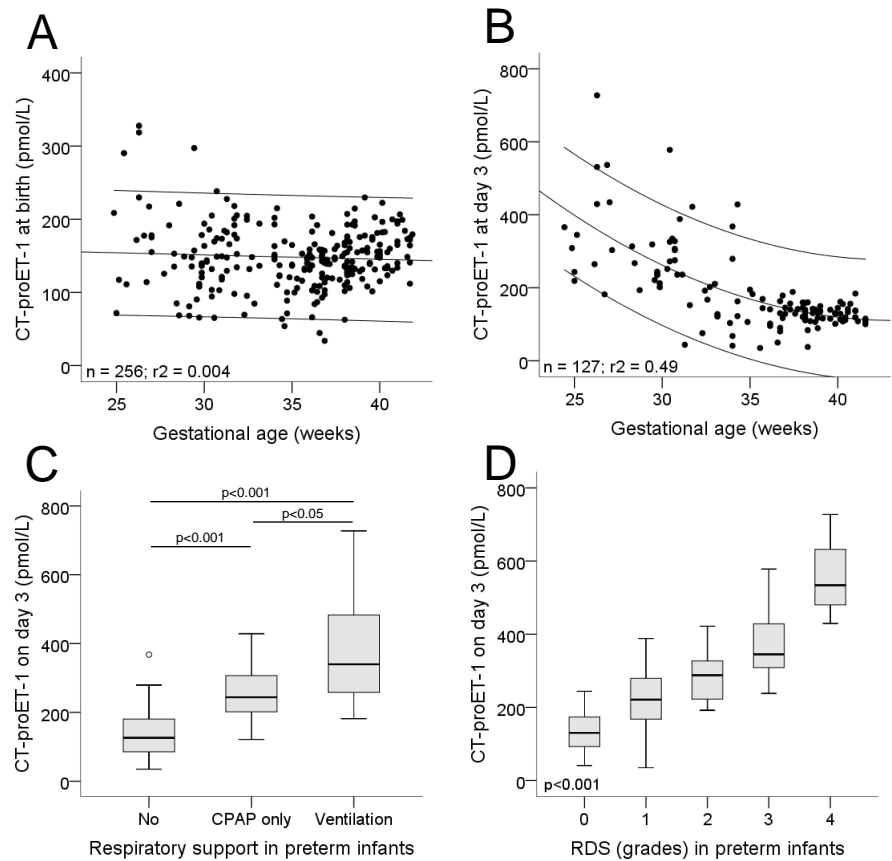 A
CT-proET-1 at birth (pmol/L)
400
300
200
100
0
n = 256; r2 = 0.004
25 30 35 40
Gestational age (weeks)
B
CT-proET-1 at day 3 (pmol/L)
800
600
400
200
0
n = 127; r2 = 0.49
25 30 35 40
Gestational age (weeks)
C
CT-proET-1 on day 3 (pmol/L)
p<0.001
p<0.05
p<0.001
800
600
400
200
0
No CPAP only Ventilation
Respiratory support in preterm infants
D
CT-proET-1 on day 3 (pmol/L)
800
600
400
200
0
p<0.001
0 1 2 3 4
RDS (grades) in preterm infants